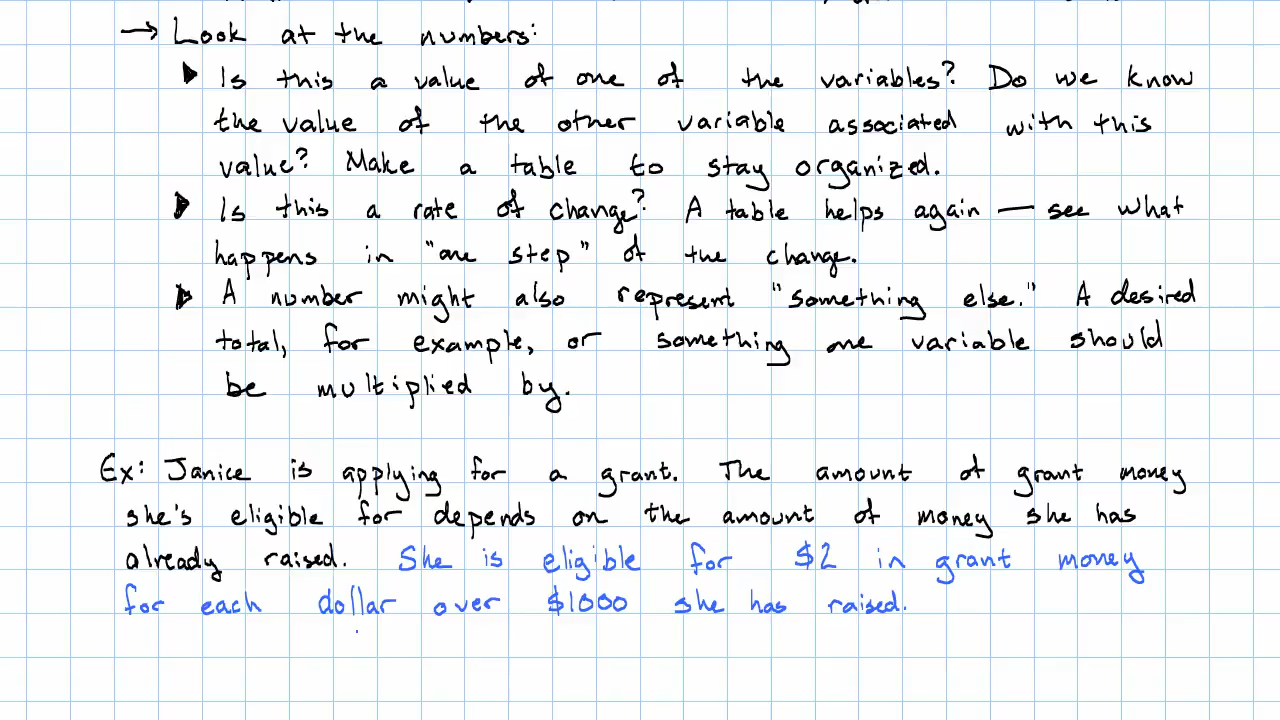 → Look at the numbers:
▶ Is this a value of one of the variables? Do we know
the value of the other variable associated with this
value? Make a table to stay organized.
▶ Is this a rate of change? A table helps again — see what
happens in "one step" of the change.
▶ A number might also represent "something else." A desired
total, for example, or something one variable should
be multiplied by.
Ex: Janice is applying for a grant. The amount of grant money
she's eligible for depends on the amount of money she has
already raised. She is eligible for $2 in grant money
for each dollar over $1000 she has raised.